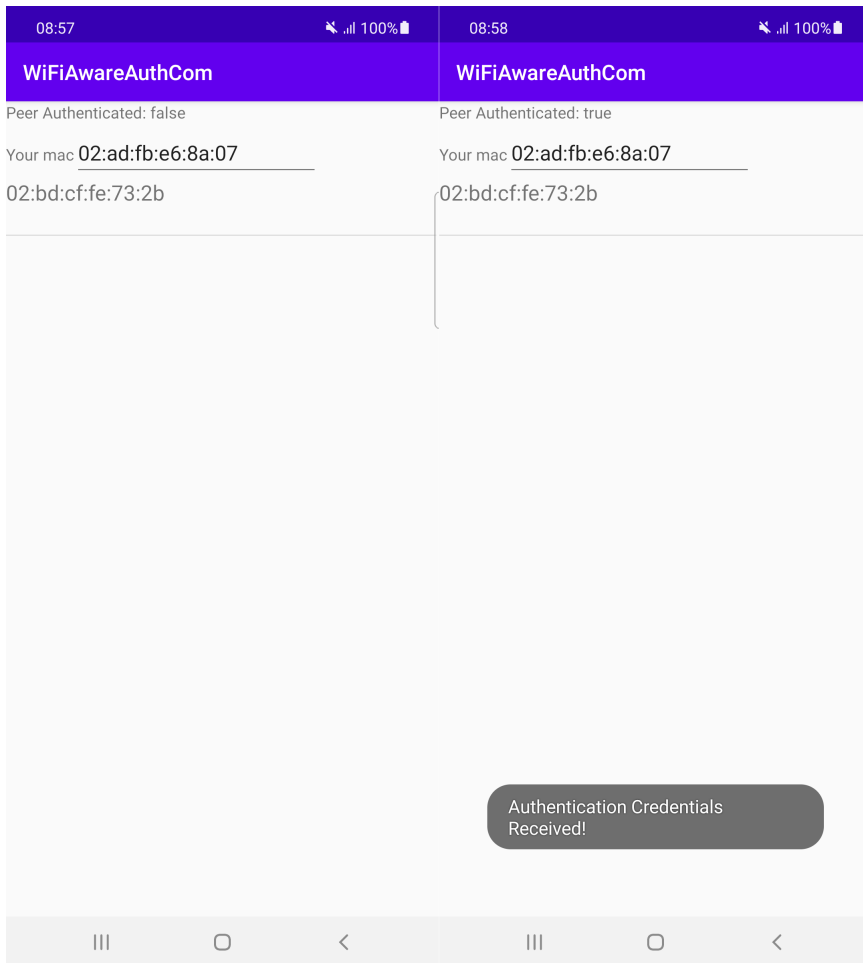 08:57 100%
WiFiAwareAuthCom
Peer Authenticated: false
Your mac 02:ad:fb:e6:8a:07
02:bd:cf:fe:73:2b
08:58 100%
WiFiAwareAuthCom
Peer Authenticated: true
Your mac 02:ad:fb:e6:8a:07
02:bd:cf:fe:73:2b
Authentication Credentials
Received!